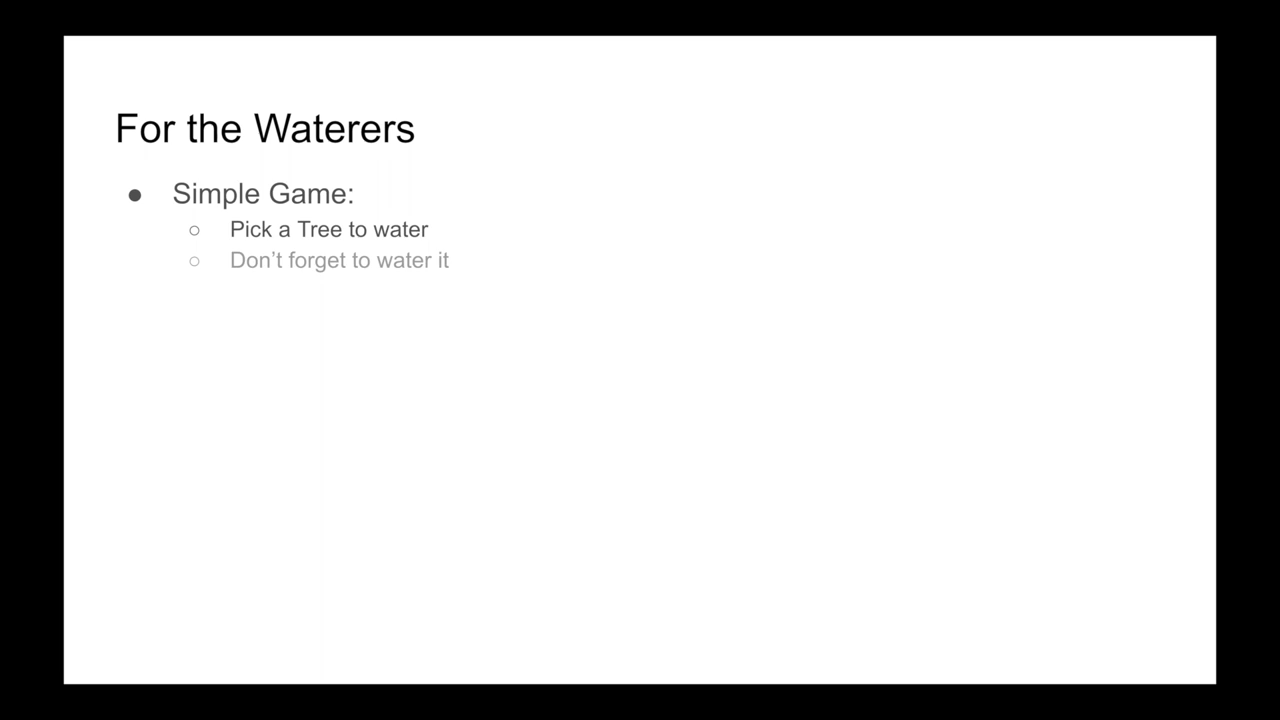 For the Waterers
● Simple Game:
○ Pick a Tree to water
○ Don’t forget to water it